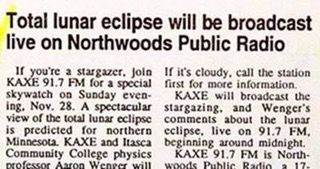 Total lunar eclipse will be broadcast
live on Northwoods Public Radio
If you're a stargazer, join
KAXE 91.7 FM for a special
skywatch on Sunday even-
ing, Nov. 28. A spectacular
view of the total lunar eclipse
is predicted for northern
Minnesota. KAXE and Itasca
Community College physics
professor Aaron Wenger will
If it's cloudy, call the station
first for more information.
KAXE will broadcast the
stargazing, and Wenger's
comments about the lunar
eclipse, live on 91.7 FM,
beginning around midnight.
KAXE 91.7 FM is North-
woods Public Radio, a 17-